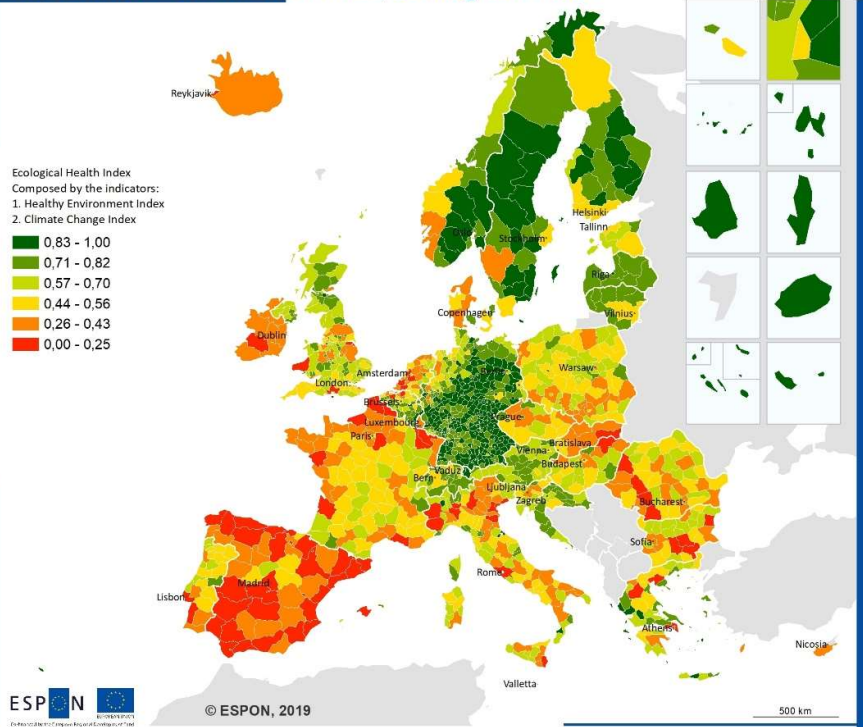 Reykjavik
Ecological Health Index
Composed by the indicators:
1. Healthy Environment Index
2. Climate Change Index
0,83 - 1,00
0,71 - 0,82
0,57 - 0,70
0,44 - 0,56
0,26 - 0,43
0,00 - 0,25
Oslo
Stockholm
Helsinki
Tallinn
Riga
Copenhagen
Vilnius
Dublin
Amsterdam
London
Warsaw
Brussels
Luxembourg
Prague
Paris
Bratislava
Vienna
Budapest
Vaduz
Bern
Ljubljana
Zagreb
Bucharest
Sofia
Rome
Madrid
Lisbon
Athens
Nicosia
Valletta
ESPON
© ESPON, 2019
500 km